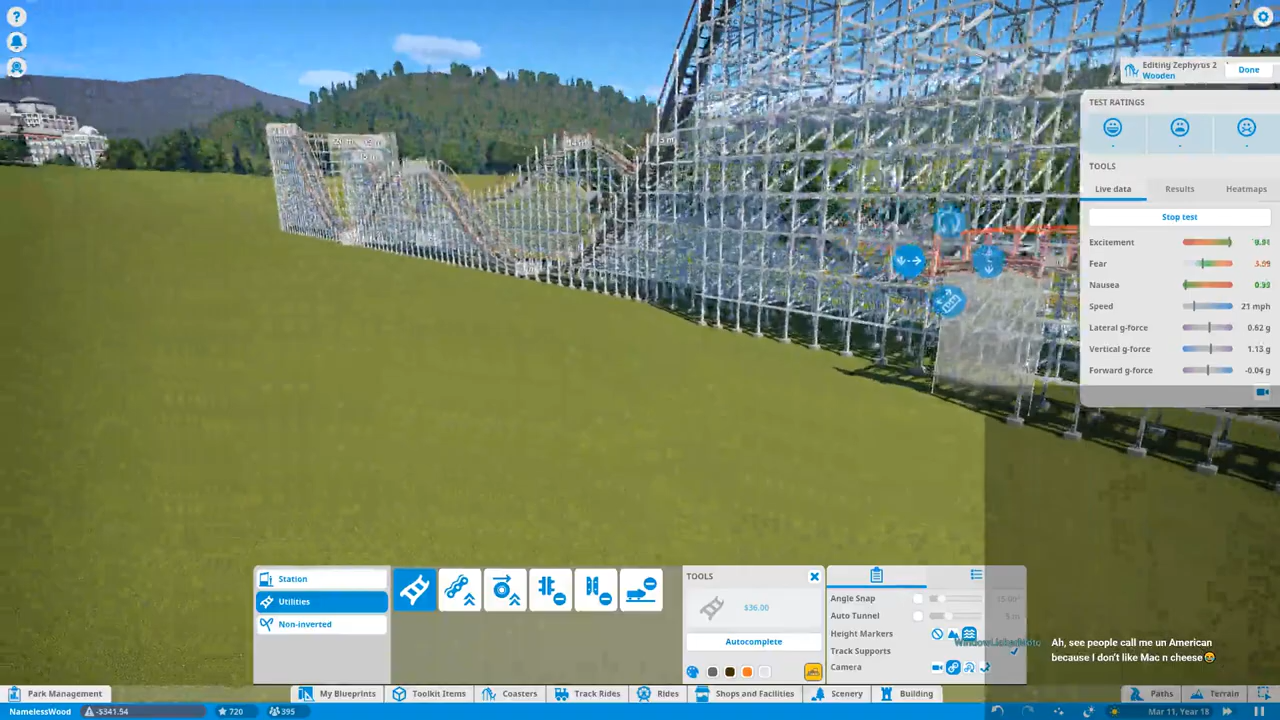 Editing Zephyrus 2
Wooden
Done
TEST RATINGS
-
-
-
TOOLS
Live data
Results
Heatmaps
Stop test
Excitement
Fear
Nausea
Speed 21 mph
Lateral g-force 0.62 g
Vertical g-force 1.13 g
Forward g-force -0.04 g
Station
Utilities
Non-inverted
TOOLS
$36.00
Autocomplete
Angle Snap
Auto Tunnel 5 m
Height Markers
Track Supports
Camera
Ah, see people call me un American
because I don't like Mac n cheese😅
Park Management
My Blueprints
Toolkit Items
Coasters
Track Rides
Rides
Shops and Facilities
Scenery
Building
Paths
Terrain
NamelessWood
-$341.54
720
395
Mar 11, Year 18